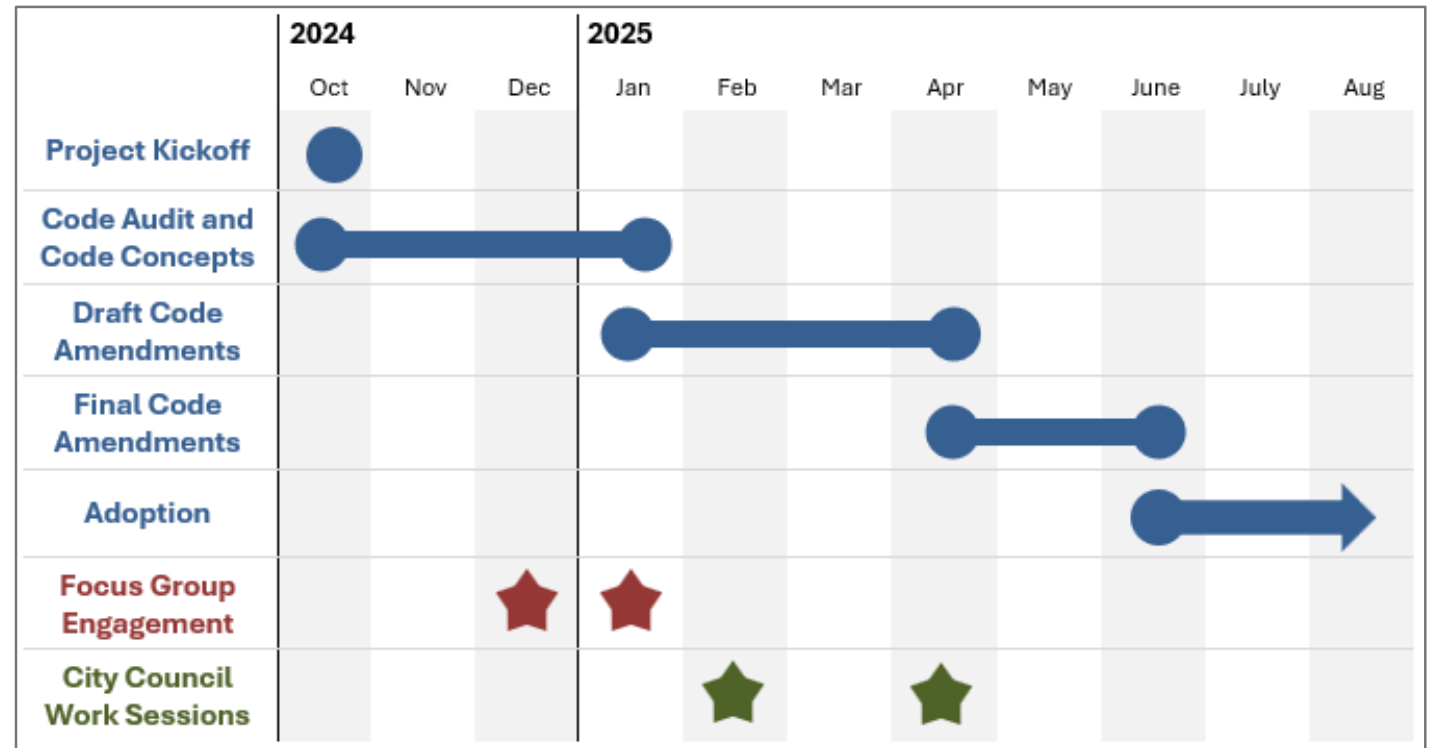 2024
2025
Oct Nov Dec Jan Feb Mar Apr May June July Aug
Project Kickoff
Code Audit and
Code Concepts
Draft Code
Amendments
Final Code
Amendments
Adoption
Focus Group
Engagement
City Council
Work Sessions